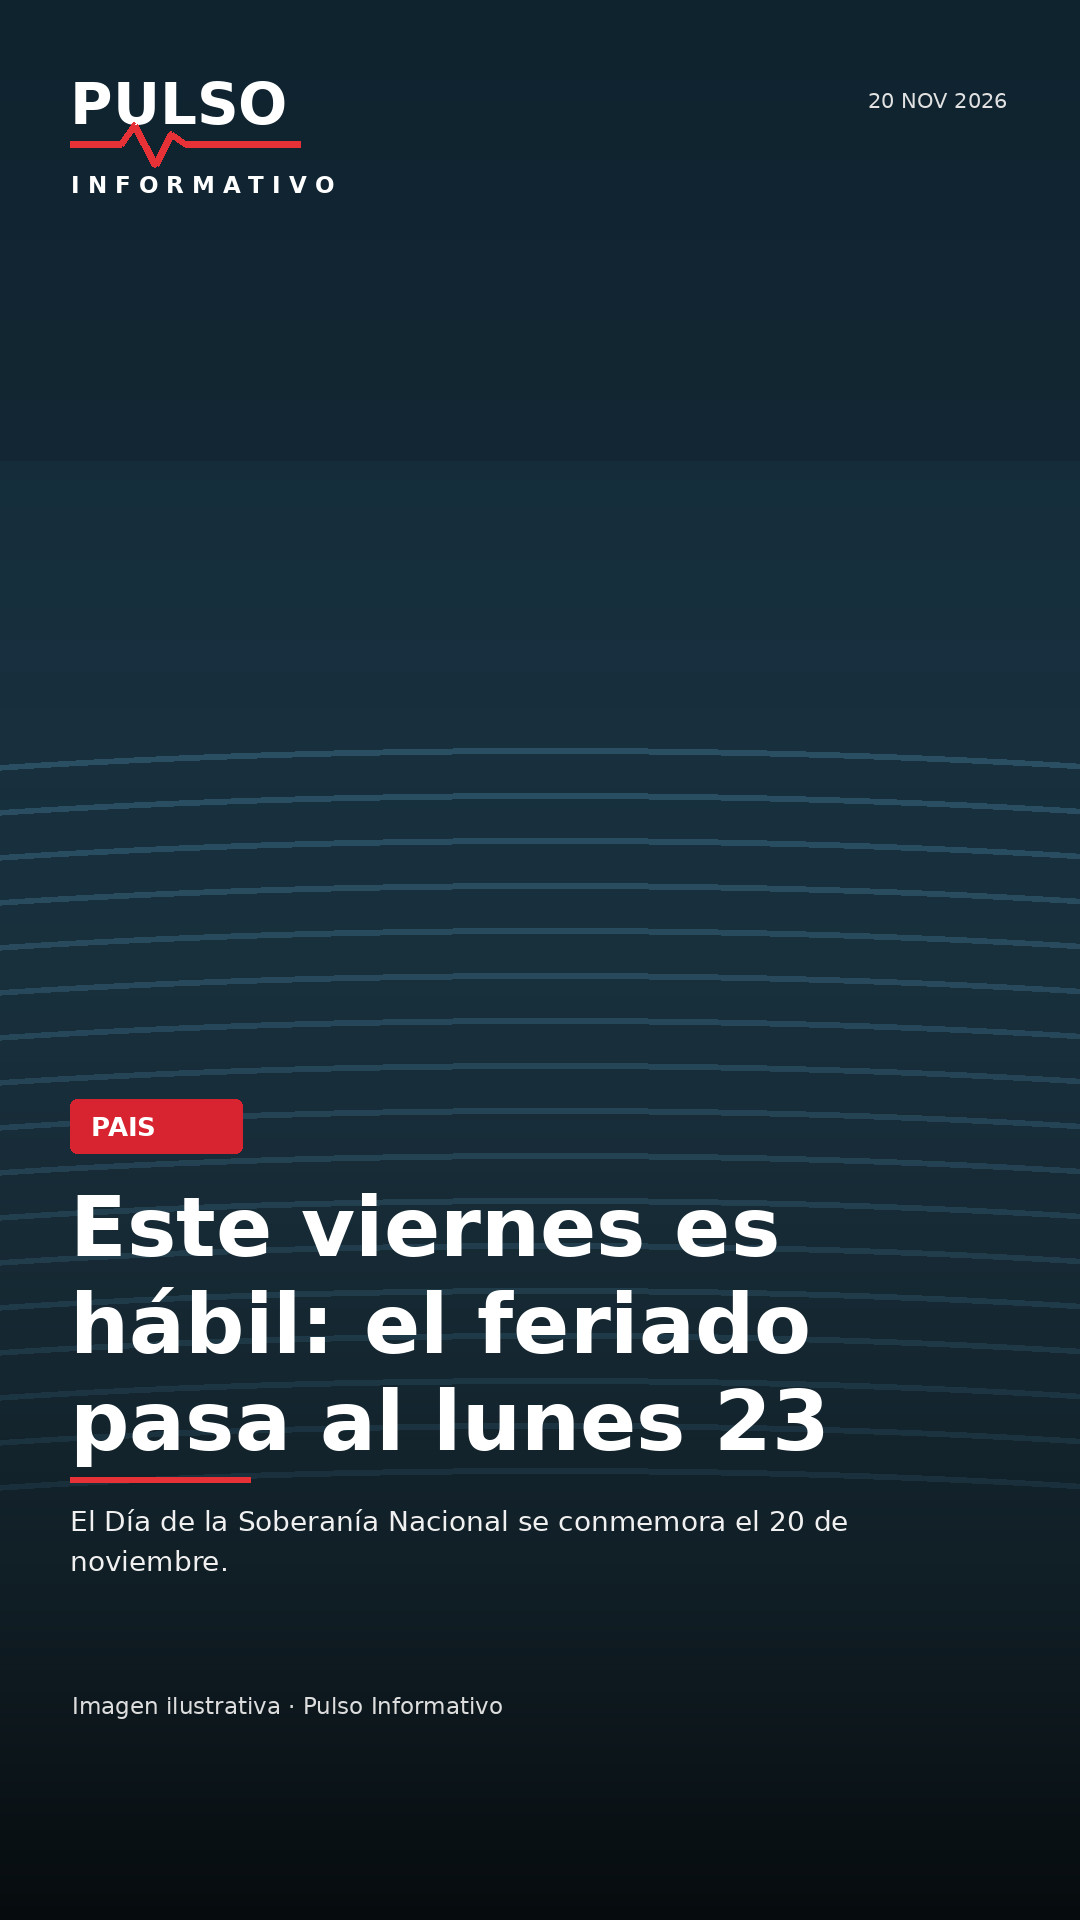 PULSO
20 NOV 2026
INFORMATIVO
PAIS
Este viernes es
hábil: el feriado
pasa al lunes 23
El Día de la Soberanía Nacional se conmemora el 20 de
noviembre.
Imagen ilustrativa · Pulso Informativo